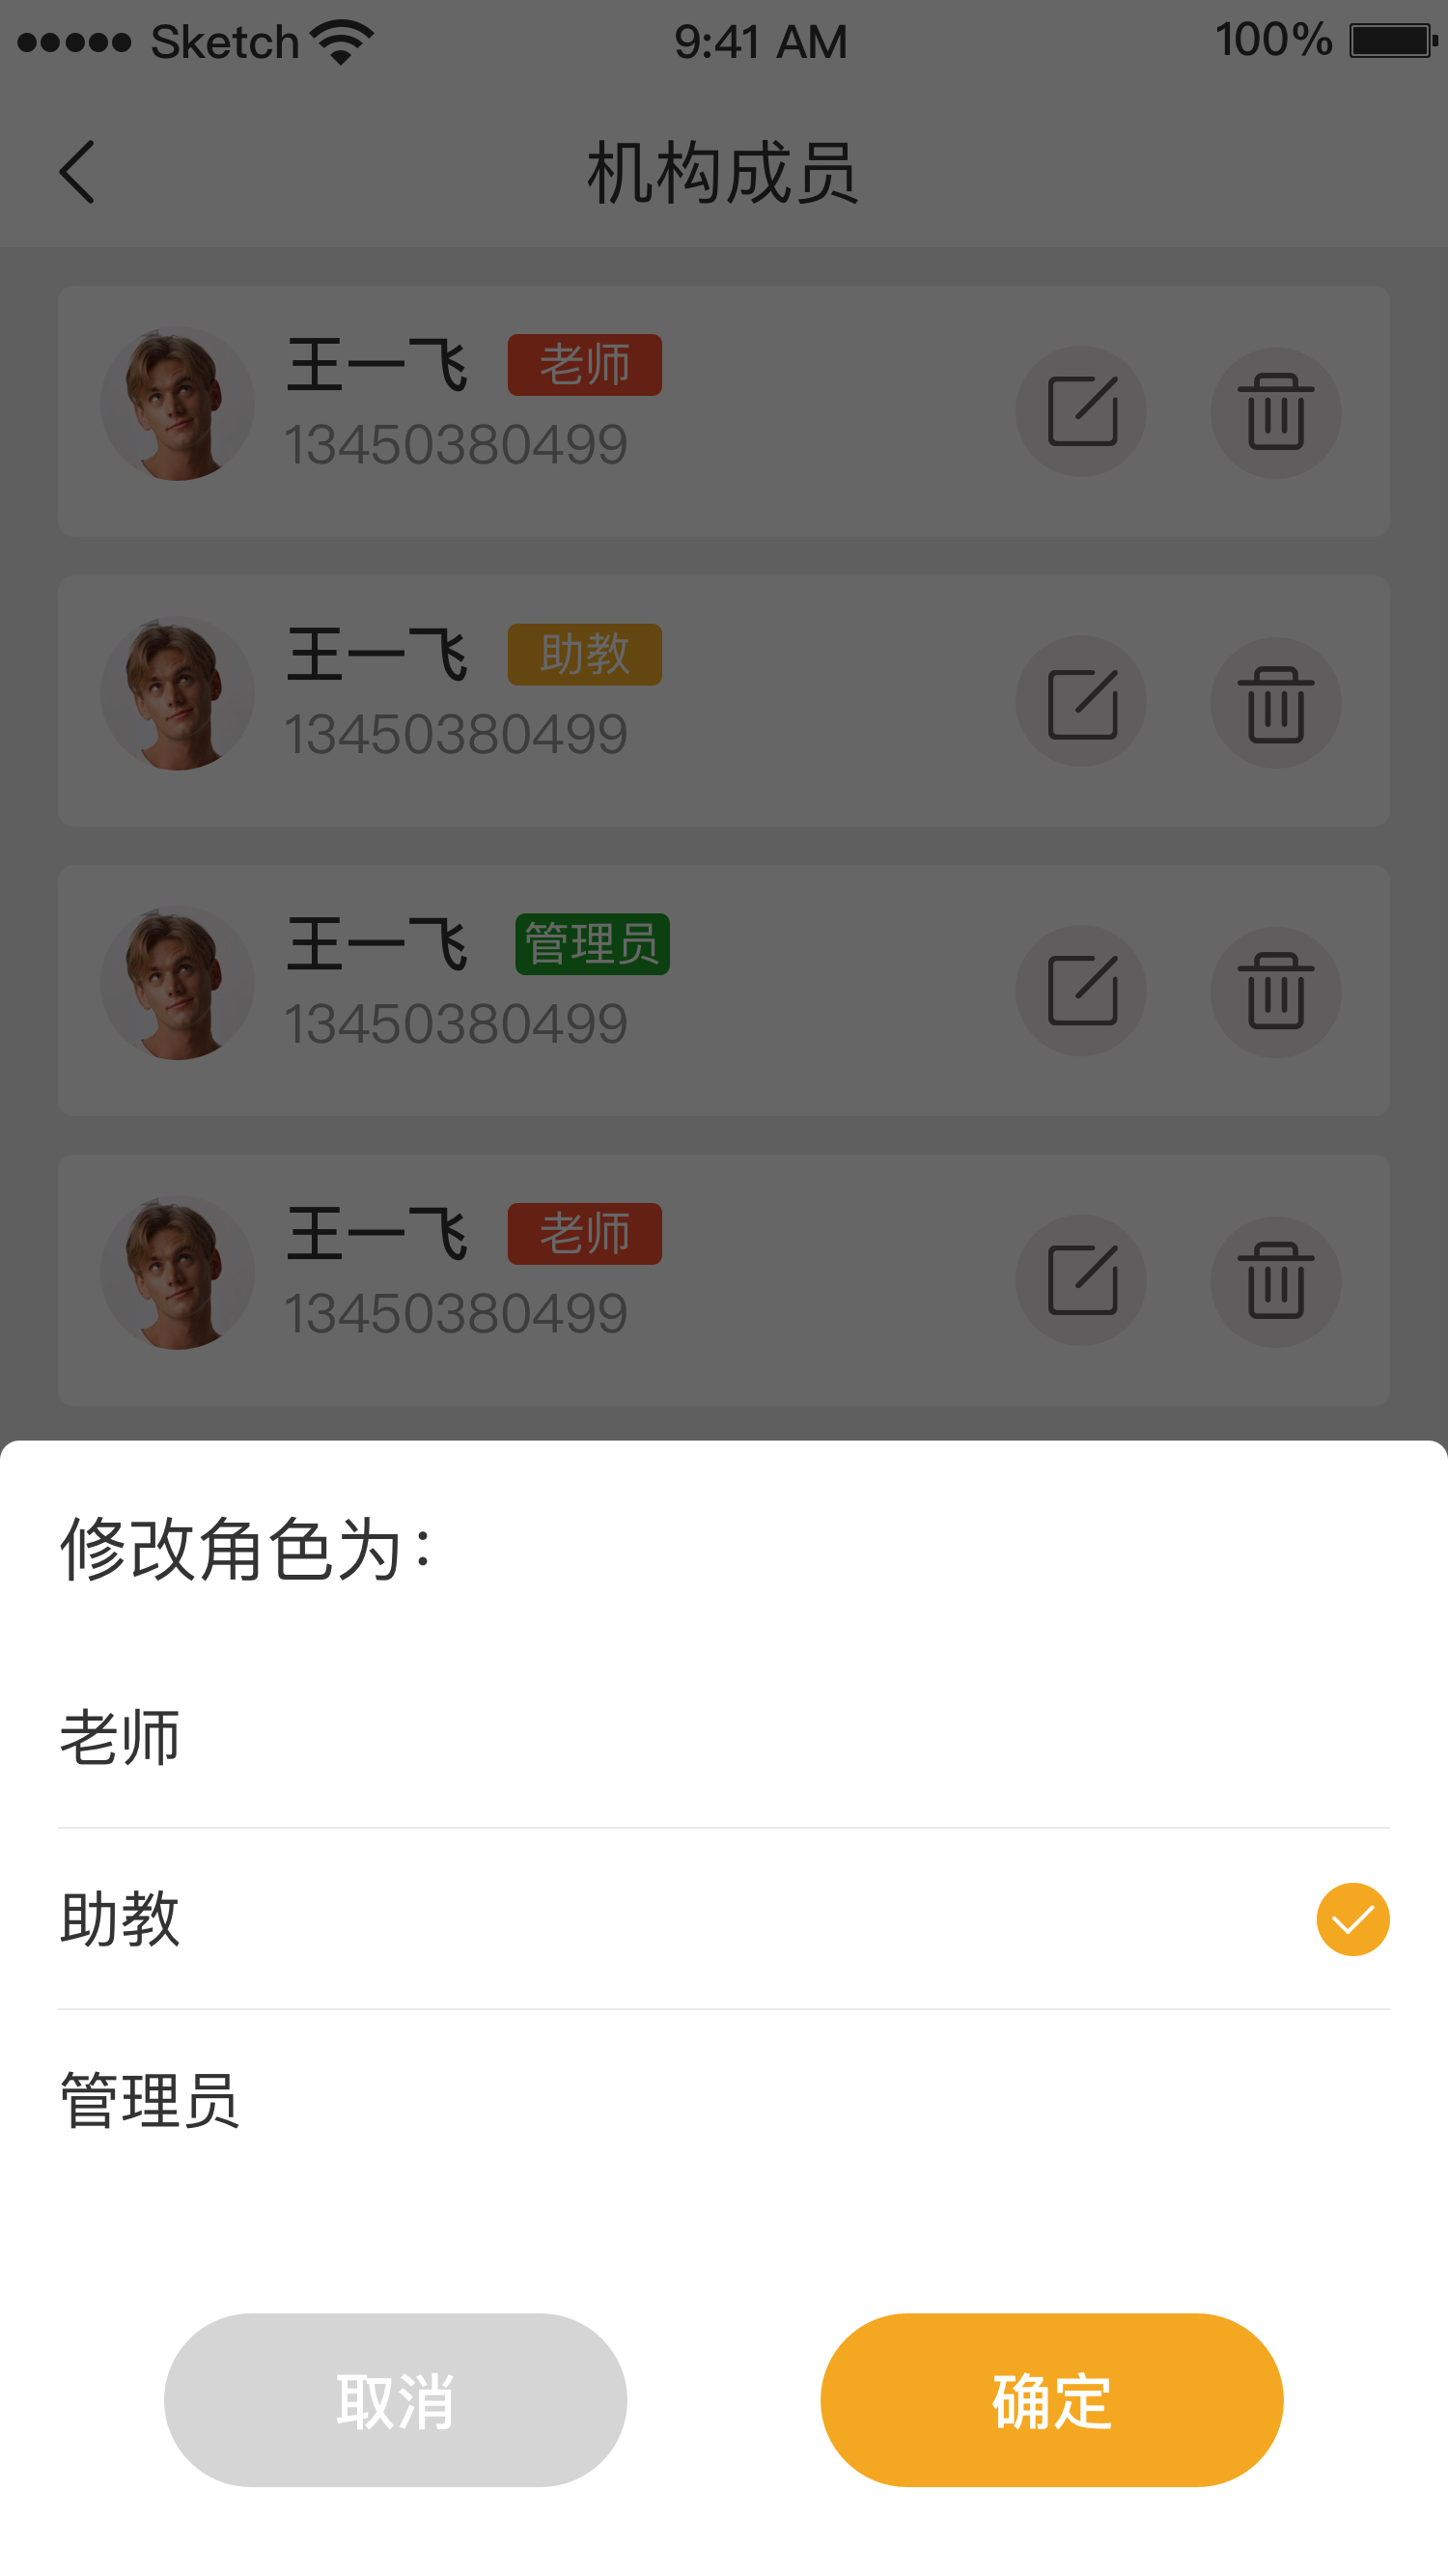 Sketch 9:41 AM 100%
机构成员
王一飞 老师
13450380499
王一飞 助教
13450380499
王一飞 管理员
13450380499
王一飞 老师
13450380499
修改角色为：
老师
助教
管理员
取消 确定